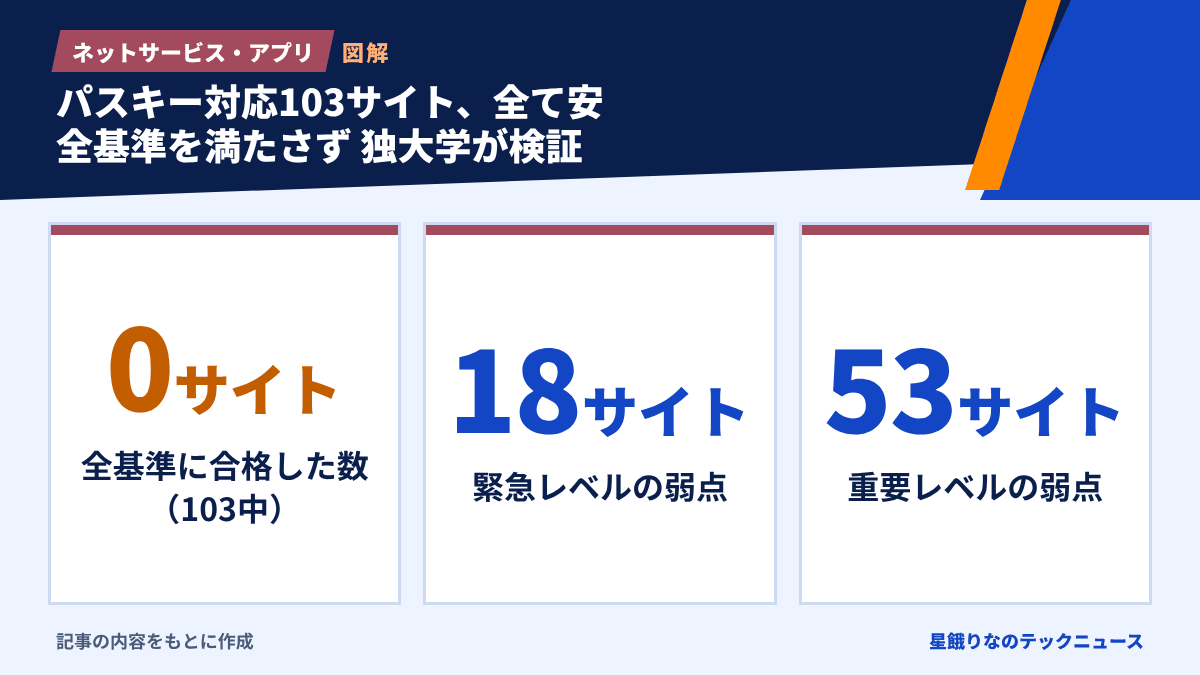 ネットサービス・アプリ 図解
パスキー対応103サイト、全て安
全基準を満たさず 独大学が検証
0サイト
全基準に合格した数
（103中）
18サイト
緊急レベルの弱点
53サイト
重要レベルの弱点
記事の内容をもとに作成
星餓りなのテックニュース